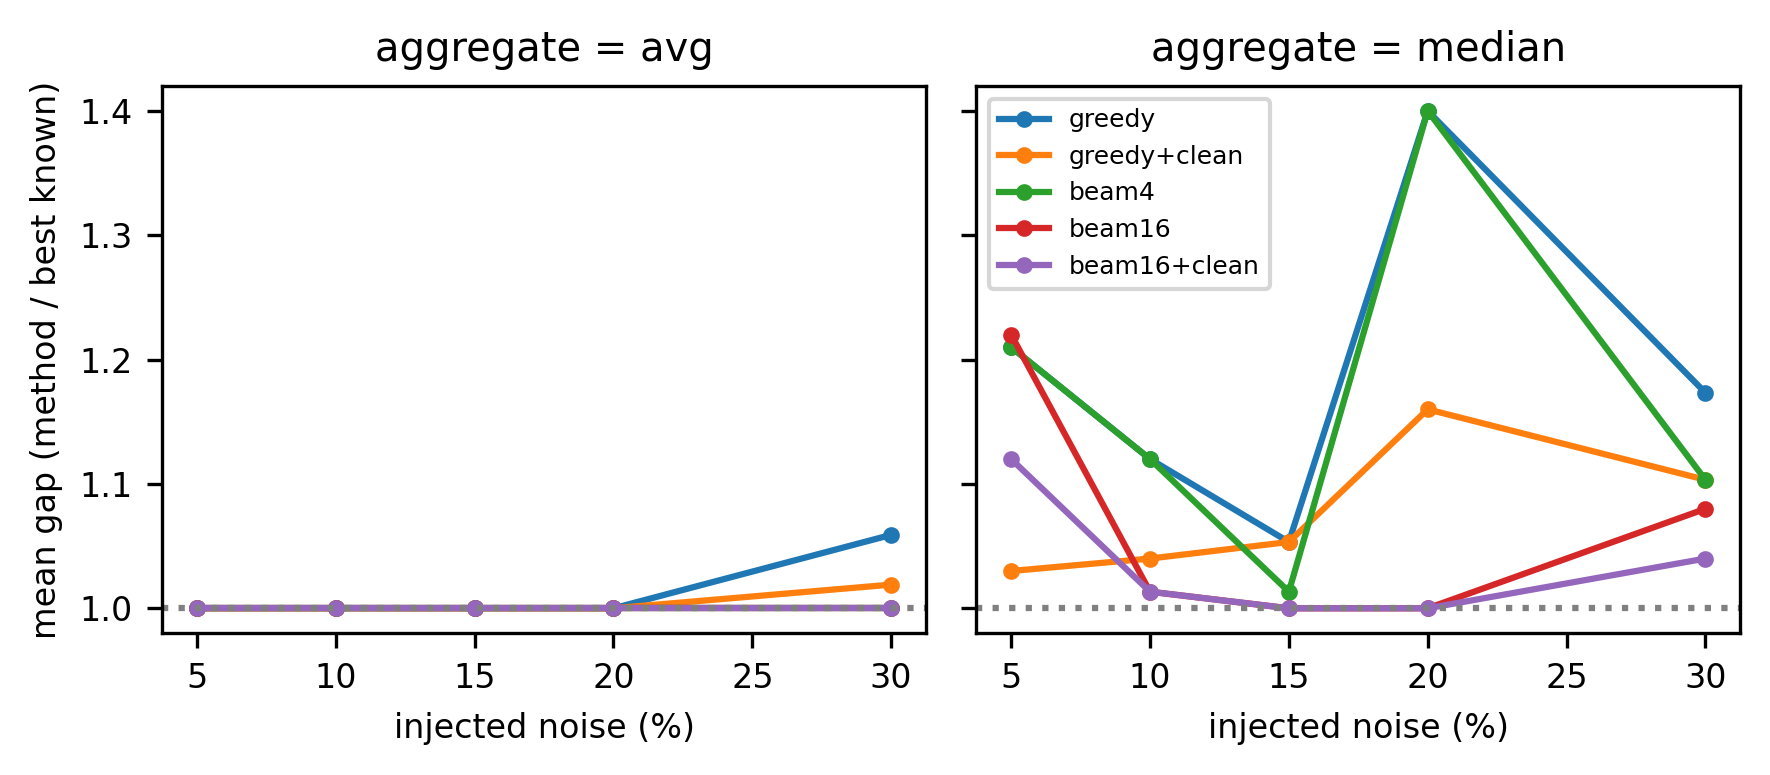 aggregate = avg
mean gap (method / best known)
1.4
1.3
1.2
1.1
1.0
5 10 15 20 25 30
injected noise (%)
aggregate = median
greedy
greedy+clean
beam4
beam16
beam16+clean
5 10 15 20 25 30
injected noise (%)